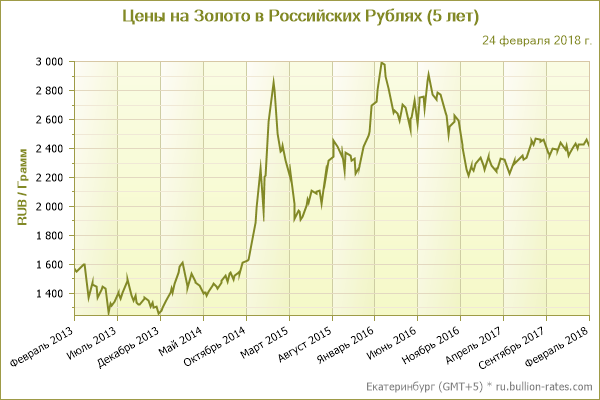 Цены на Золото в Российских Рублях (5 лет)
24 февраля 2018 г.
RUB / Грамм
3 000
2 800
2 600
2 400
2 200
2 000
1 800
1 600
1 400
Февраль 2013
Июль 2013
Декабрь 2013
Май 2014
Октябрь 2014
Март 2015
Август 2015
Январь 2016
Июнь 2016
Ноябрь 2016
Апрель 2017
Сентябрь 2017
Февраль 2018
Екатеринбург (GMT+5) * ru.bullion-rates.com